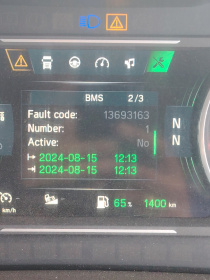 BMS 2/3
Fault code: 13693163
Number: 1
Active: No
2024-08-15 12:13
2024-08-15 12:13
N
N
km/h
65% 1400 km